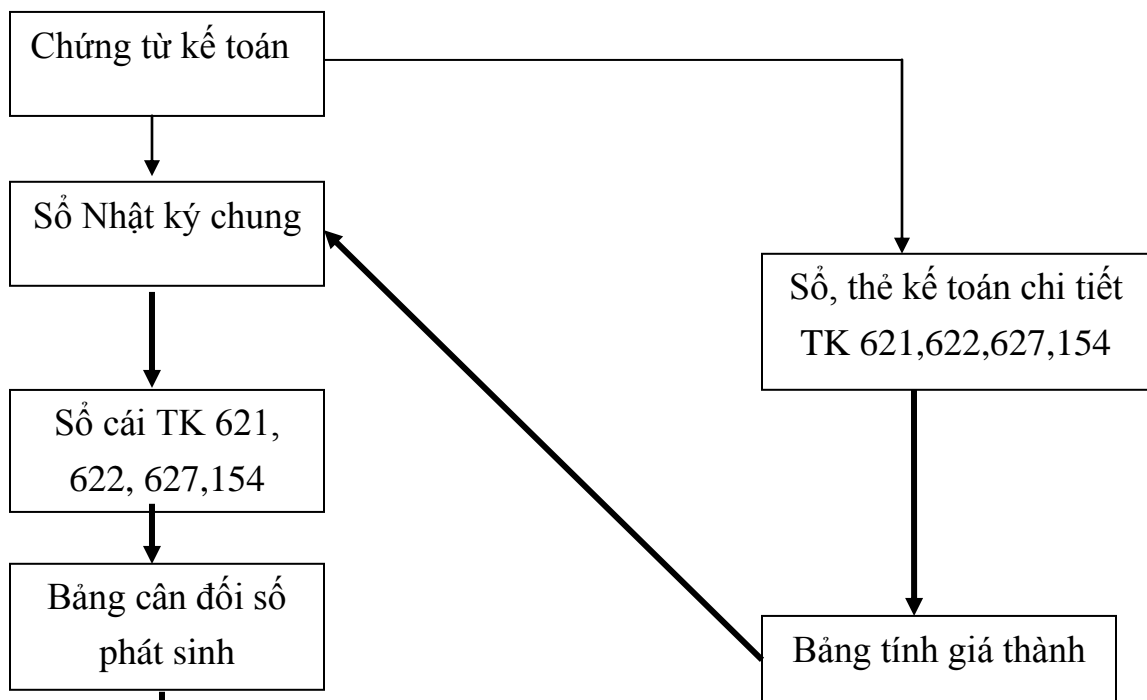 Chứng từ kế toán
Sổ Nhật ký chung
Sổ, thẻ kế toán chi tiết
TK 621,622,627,154
Sổ cái TK 621,
622, 627,154
Bảng cân đối số
phát sinh
Bảng tính giá thành